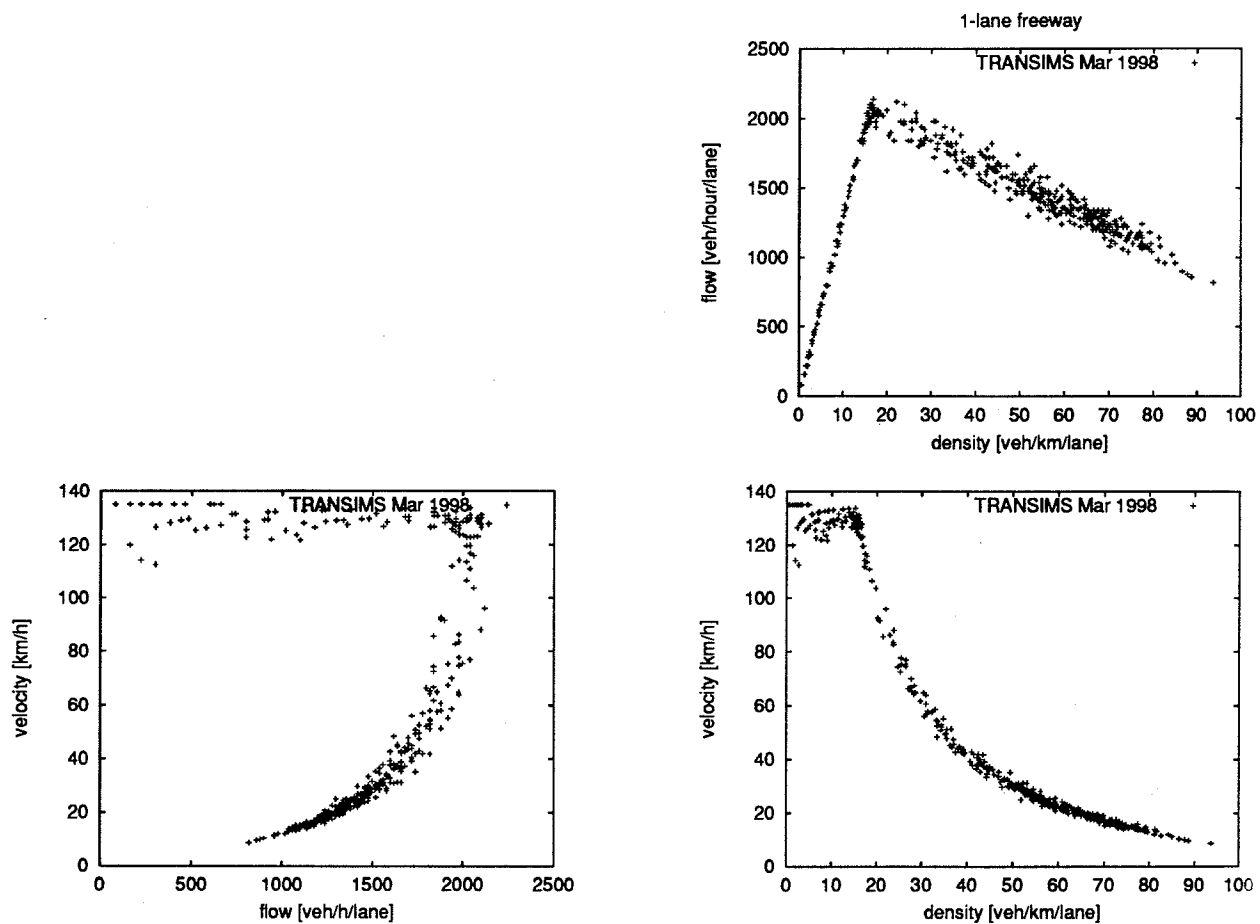 1-lane freeway
2500
TRANSIMS Mar 1998
2000
1500
1000
500
0
flow [veh/hour/lane]
0 10 20 30 40 50 60 70 80 90 100
density [veh/km/lane]
140
TRANSIMS Mar 1998
120
100
80
60
40
20
0
velocity [km/h]
0 500 1000 1500 2000 2500
flow [veh/h/lane]
140
TRANSIMS Mar 1998
120
100
80
60
40
20
0
velocity [km/h]
0 10 20 30 40 50 60 70 80 90 100
density [veh/km/lane]